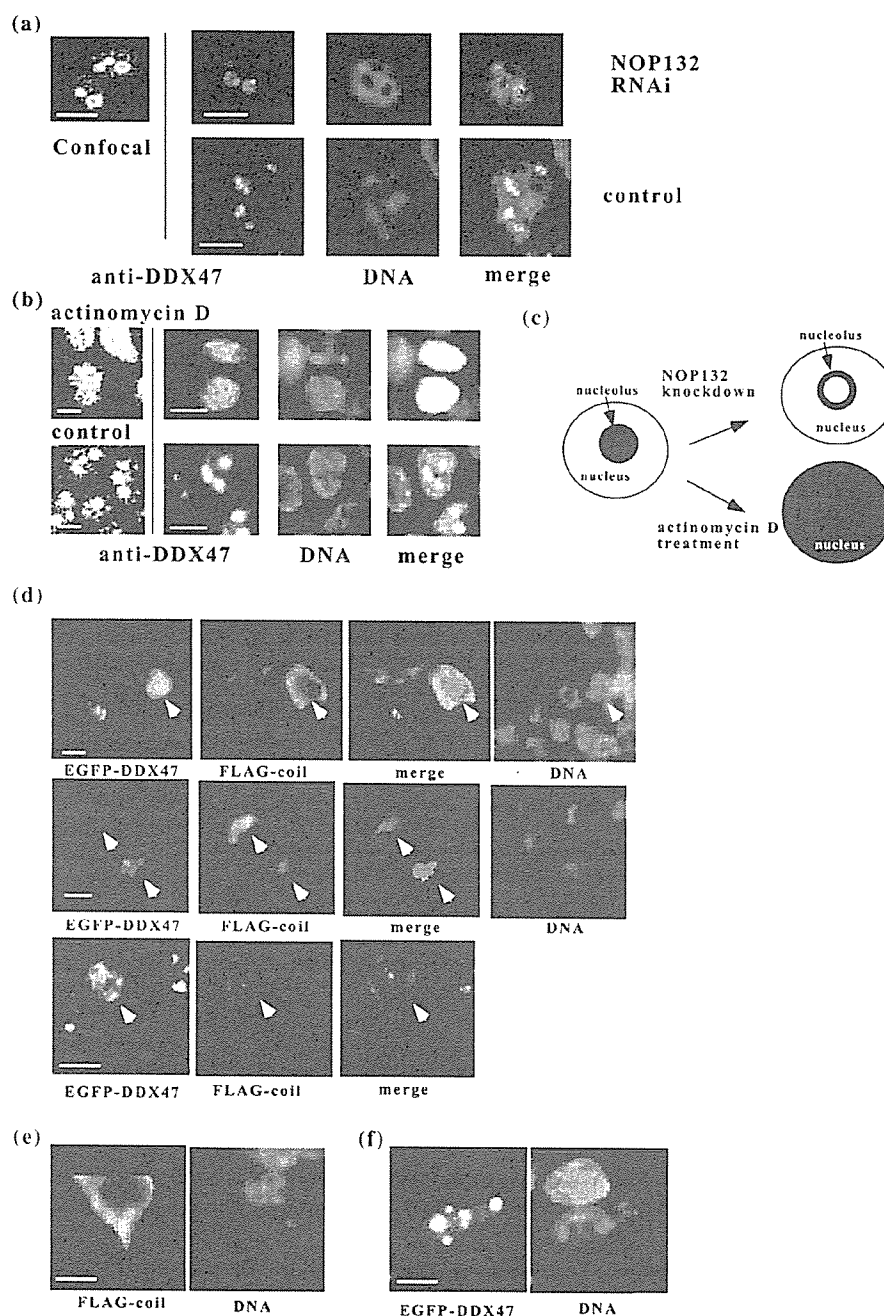 (a)
NOP132
RNAi
Confocal
control
anti-DDX47
DNA
merge
(b)
actinomycin D
control
anti-DDX47
DNA
merge
(c)
nucleolus
nucleus
NOP132
knockdown
nucleolus
nucleus
actinomycin D
treatment
nucleus
(d)
EGFP-DDX47
FLAG-coil
merge
DNA
EGFP-DDX47
FLAG-coil
merge
DNA
EGFP-DDX47
FLAG-coil
merge
(e)
(f)
FLAG-coil
DNA
EGFP-DDX47
DNA